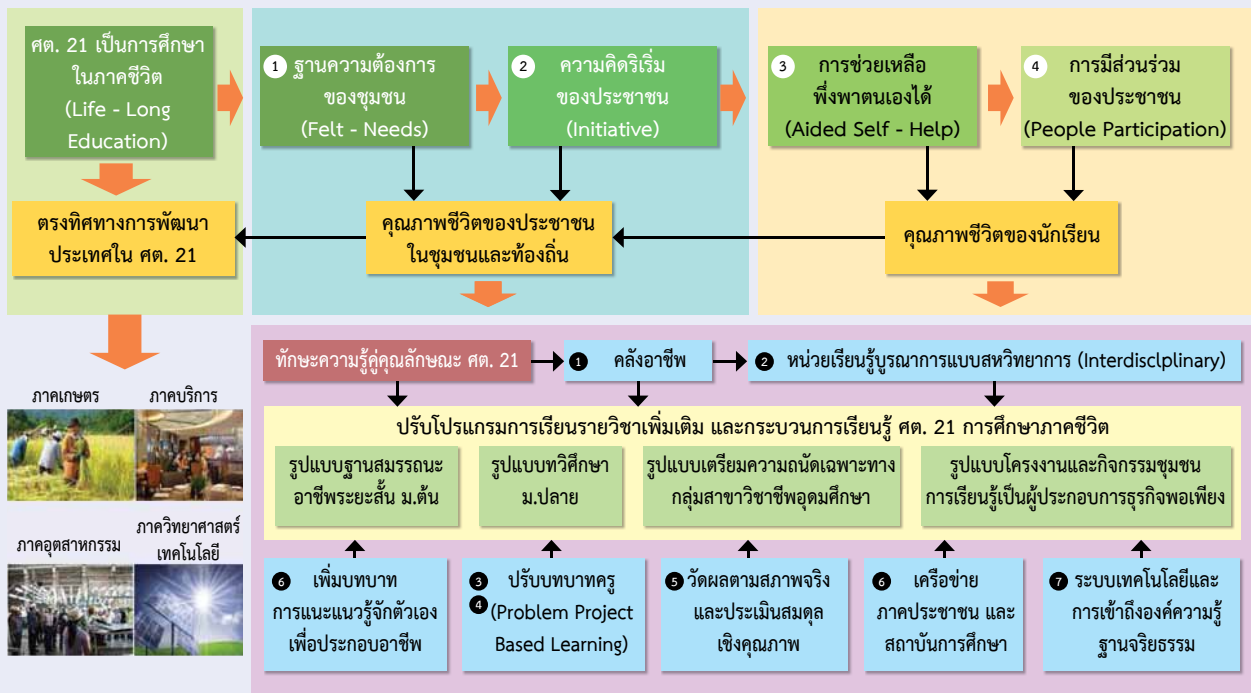 ศต. 21 เป็นการศึกษา
ในภาคชีวิต
(Life - Long
Education)
1 ฐานความต้องการ
ของชุมชน
(Felt - Needs)
2 ความคิดริเริ่ม
ของประชาชน
(Initiative)
3 การช่วยเหลือ
พึ่งพาตนเองได้
(Aided Self - Help)
4 การมีส่วนร่วม
ของประชาชน
(People Participation)
ตรงทิศทางการพัฒนา
ประเทศใน ศต. 21
คุณภาพชีวิตของประชาชน
ในชุมชนและท้องถิ่น
คุณภาพชีวิตของนักเรียน
ภาคเกษตร
ภาคบริการ
ภาคอุตสาหกรรม
ภาควิทยาศาสตร์
เทคโนโลยี
ทักษะความรู้คู่คุณลักษณะ ศต. 21
1 คลังอาชีพ
2 หน่วยเรียนรู้บูรณาการแบบสหวิทยาการ (Interdisclplinary)
ปรับโปรแกรมการเรียนรายวิชาเพิ่มเติม และกระบวนการเรียนรู้ ศต. 21 การศึกษาภาคชีวิต
รูปแบบฐานสมรรถนะ
อาชีพระยะสั้น ม.ต้น
รูปแบบทวิศึกษา
ม.ปลาย
รูปแบบเตรียมความถนัดเฉพาะทาง
กลุ่มสาขาวิชาชีพอุดมศึกษา
รูปแบบโครงงานและกิจกรรมชุมชน
การเรียนรู้เป็นผู้ประกอบการธุรกิจพอเพียง
6 เพิ่มบทบาท
การแนะแนวรู้จักตัวเอง
เพื่อประกอบอาชีพ
3 ปรับบทบาทครู
4 (Problem Project
Based Learning)
5 วัดผลตามสภาพจริง
และประเมินสมดุล
เชิงคุณภาพ
6 เครือข่าย
ภาคประชาชน และ
สถาบันการศึกษา
7 ระบบเทคโนโลยีและ
การเข้าถึงองค์ความรู้
ฐานจริยธรรม